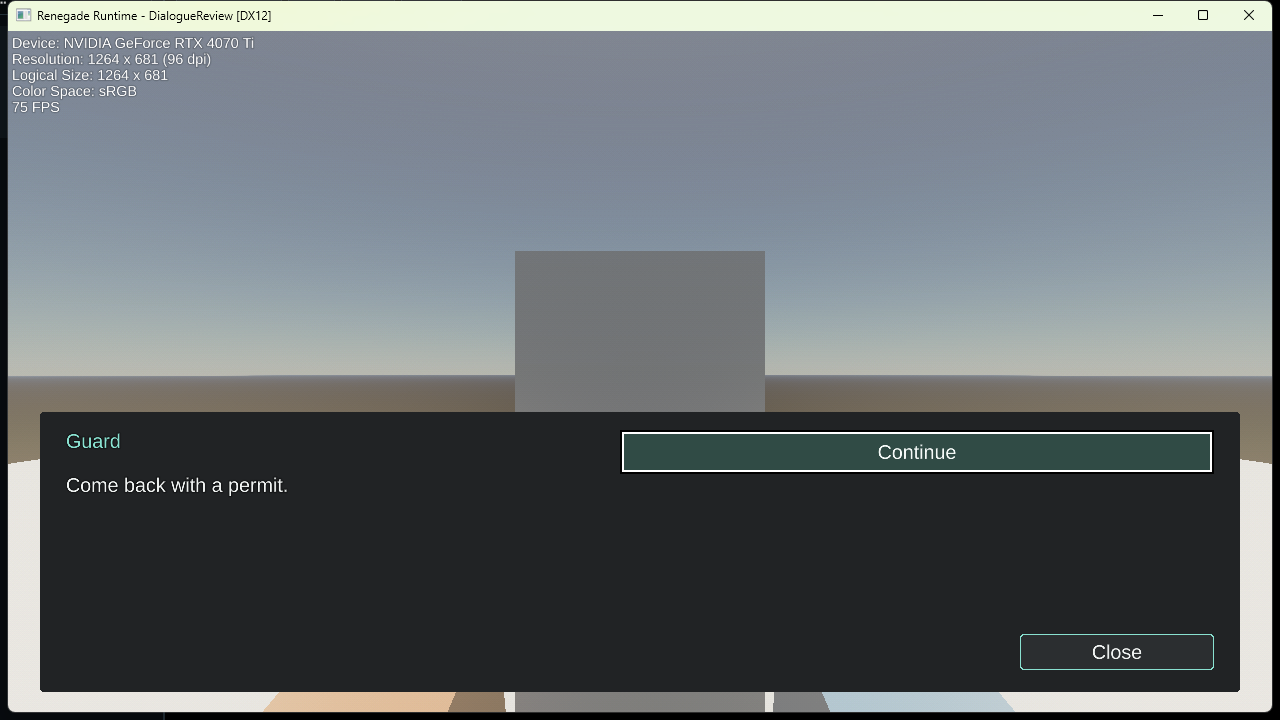 Renegade Runtime - DialogueReview [DX12]
Device: NVIDIA GeForce RTX 4070 Ti
Resolution: 1264 x 681 (96 dpi)
Logical Size: 1264 x 681
Color Space: sRGB
75 FPS
Guard
Continue
Come back with a permit.
Close